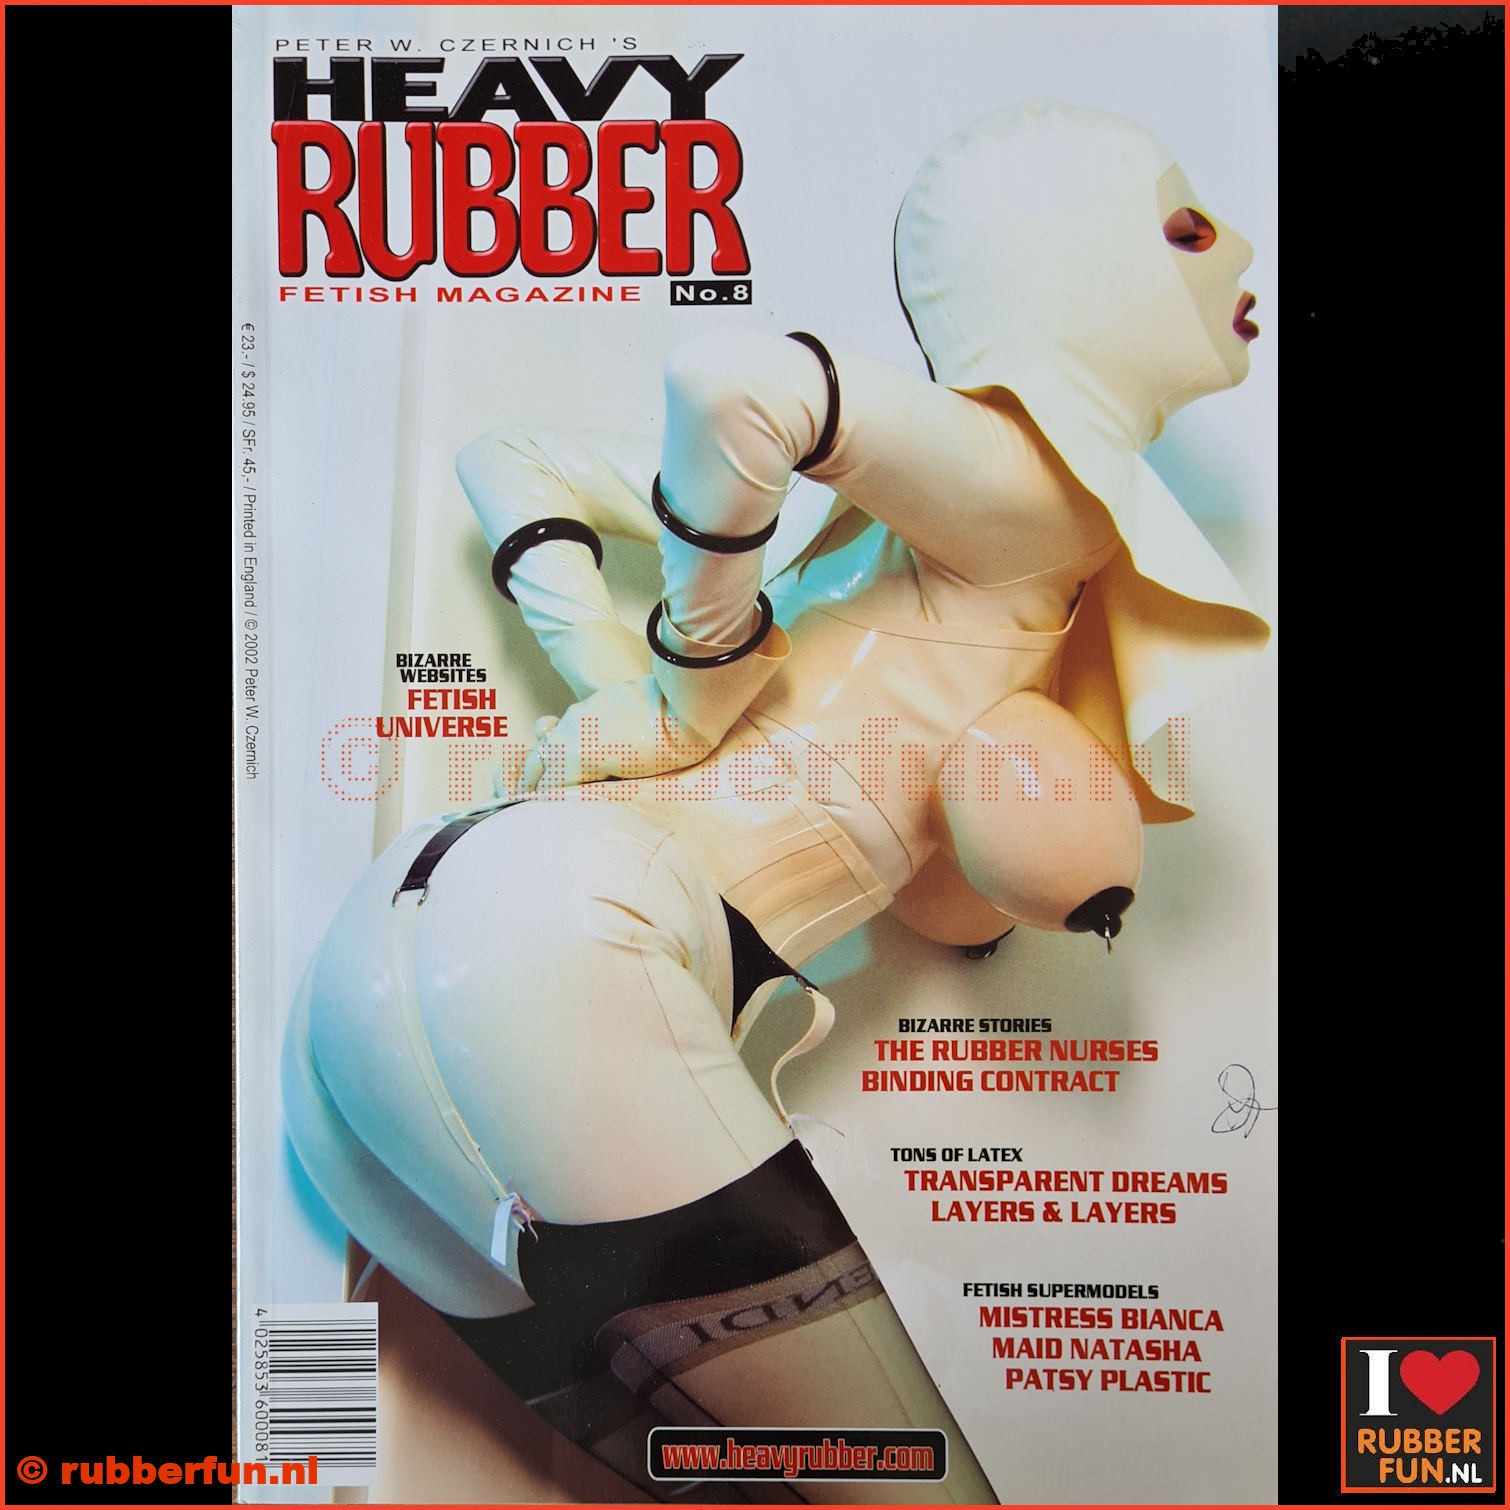 PETER W. CZERNICH 'S
HEAVY
RUBBER
FETISH MAGAZINE No.8
€ 23,- / $ 24.95 / SFr. 45,- / Printed in England / © 2002 Peter W. Czernich
BIZARRE
WEBSITES
FETISH
UNIVERSE
© rubberfun.nl
BIZARRE STORIES
THE RUBBER NURSES
BINDING CONTRACT
TONS OF LATEX
TRANSPARENT DREAMS
LAYERS & LAYERS
FETISH SUPERMODELS
MISTRESS BIANCA
MAID NATASHA
PATSY PLASTIC
www.heavyrubber.com
4 025853 600081
© rubberfun.nl
I
RUBBER
FUN.NL